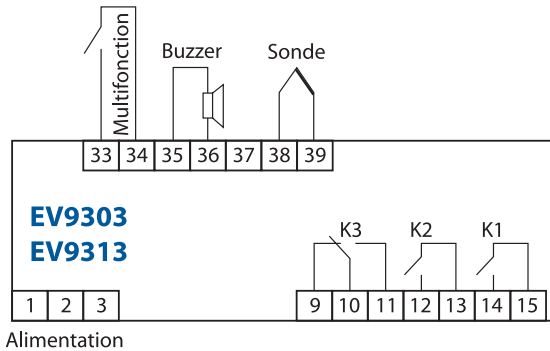 Multifonction
Buzzer
Sonde
33 34 35 36 37 38 39
EV9303
EV9313
K3 K2 K1
1 2 3
9 10 11 12 13 14 15
Alimentation